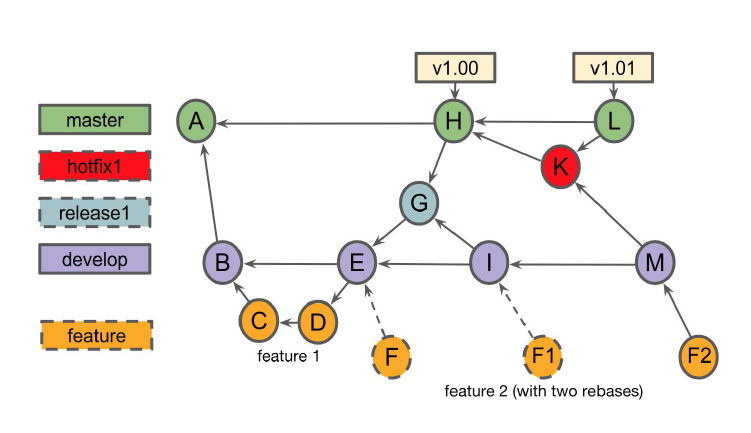 v1.00
v1.01
master
A
H
L
hotfix1
K
release1
G
develop
B
E
I
M
C
D
feature
feature 1
F
F1
F2
feature 2 (with two rebases)